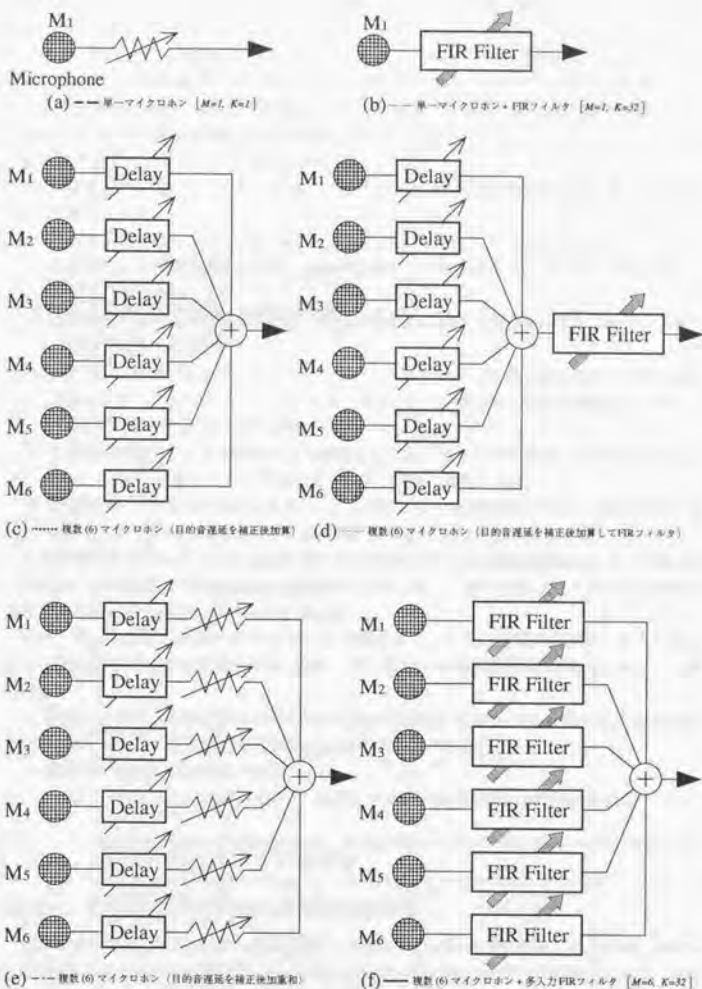 M1
Microphone
(a) 単一マイクロホン [M=1, K=1]
M1
FIR Filter
(b) 単一マイクロホン + FIRフィルタ [M=1, K=32]
M1 Delay
M2 Delay
M3 Delay
M4 Delay
M5 Delay
M6 Delay
+
(c) 複数(6)マイクロホン (目的音遅延を補正後加算)
M1 Delay
M2 Delay
M3 Delay
M4 Delay
M5 Delay
M6 Delay
+
FIR Filter
(d) 複数(6)マイクロホン (目的音遅延を補正後加算してFIRフィルタ)
M1 Delay
M2 Delay
M3 Delay
M4 Delay
M5 Delay
M6 Delay
+
(e) 複数(6)マイクロホン (目的音遅延を補正後加重和)
M1 FIR Filter
M2 FIR Filter
M3 FIR Filter
M4 FIR Filter
M5 FIR Filter
M6 FIR Filter
+
(f) 複数(6)マイクロホン + 多入力FIRフィルタ [M=6, K=32]